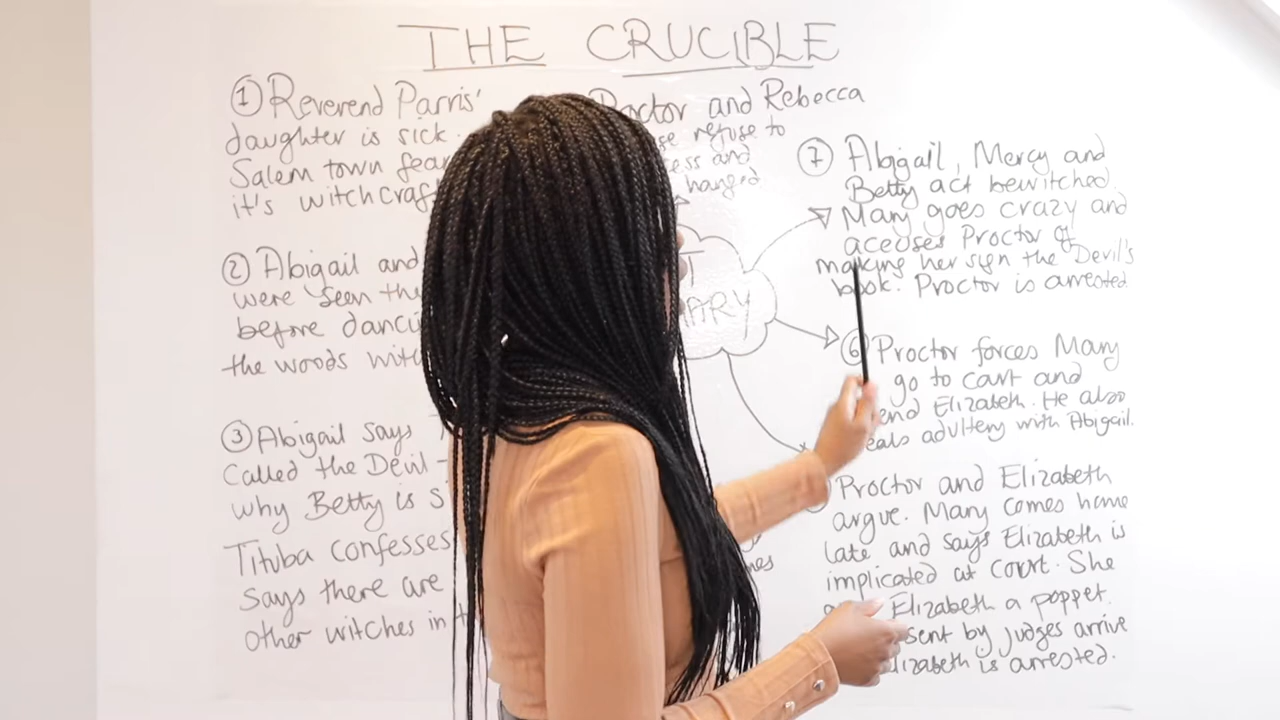 THE CRUCIBLE
① Reverend Parris'
daughter is sick.
Salem town
it's witchcraf
② Abigail and
were seen the
before danci
the woods wit
③ Abigail says
called the Devil -
why Betty is s
Tituba confesses
says there are
other witches in
Proctor and Rebecca
se refuse to
ess and
hanged
ARY
⑦ Abigail, Mercy and
Betty act bewitched.
Mary goes crazy and
accuses Proctor of
making her sign the Devil's
book. Proctor is arrested.
⑥ Proctor forces Mary
go to court and
end Elizabeth. He also
eals adultery with Abigail.
Proctor and Elizabeth
argue. Mary comes home
late and says Elizabeth is
implicated at court. She
Elizabeth a poppet.
sent by judges arrive
lizabeth is arrested.